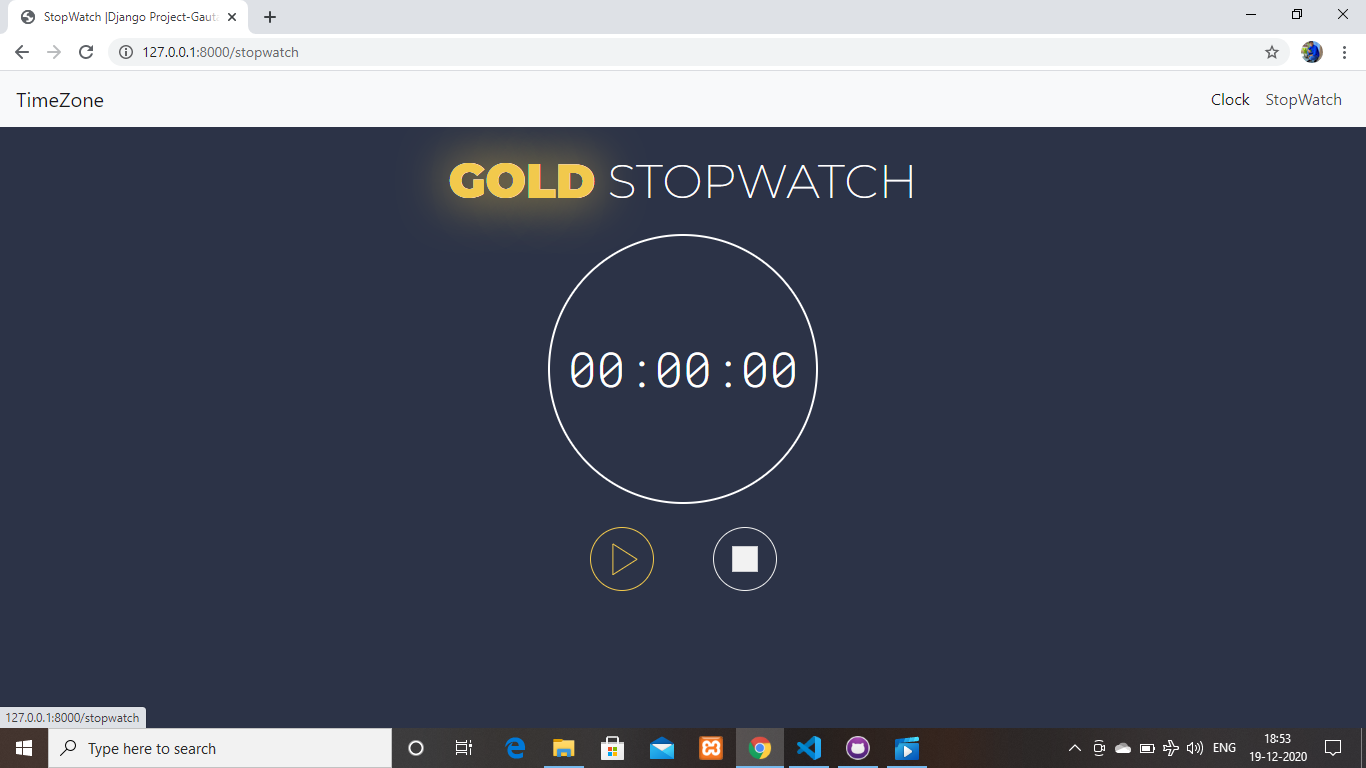 StopWatch |Django Project-Gauta
127.0.0.1:8000/stopwatch
TimeZone
Clock StopWatch
GOLD STOPWATCH
00:00:00
127.0.0.1:8000/stopwatch
Type here to search
ENG
18:53
19-12-2020